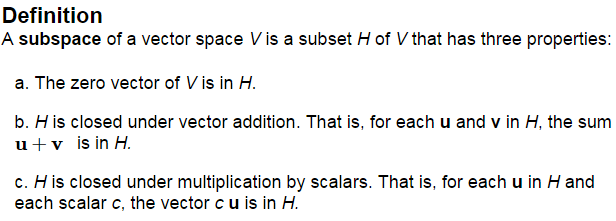 Definition
A subspace of a vector space V is a subset H of V that has three properties:
a. The zero vector of V is in H.
b. H is closed under vector addition. That is, for each u and v in H, the sum
u + v is in H.
c. H is closed under multiplication by scalars. That is, for each u in H and
each scalar c, the vector c u is in H.